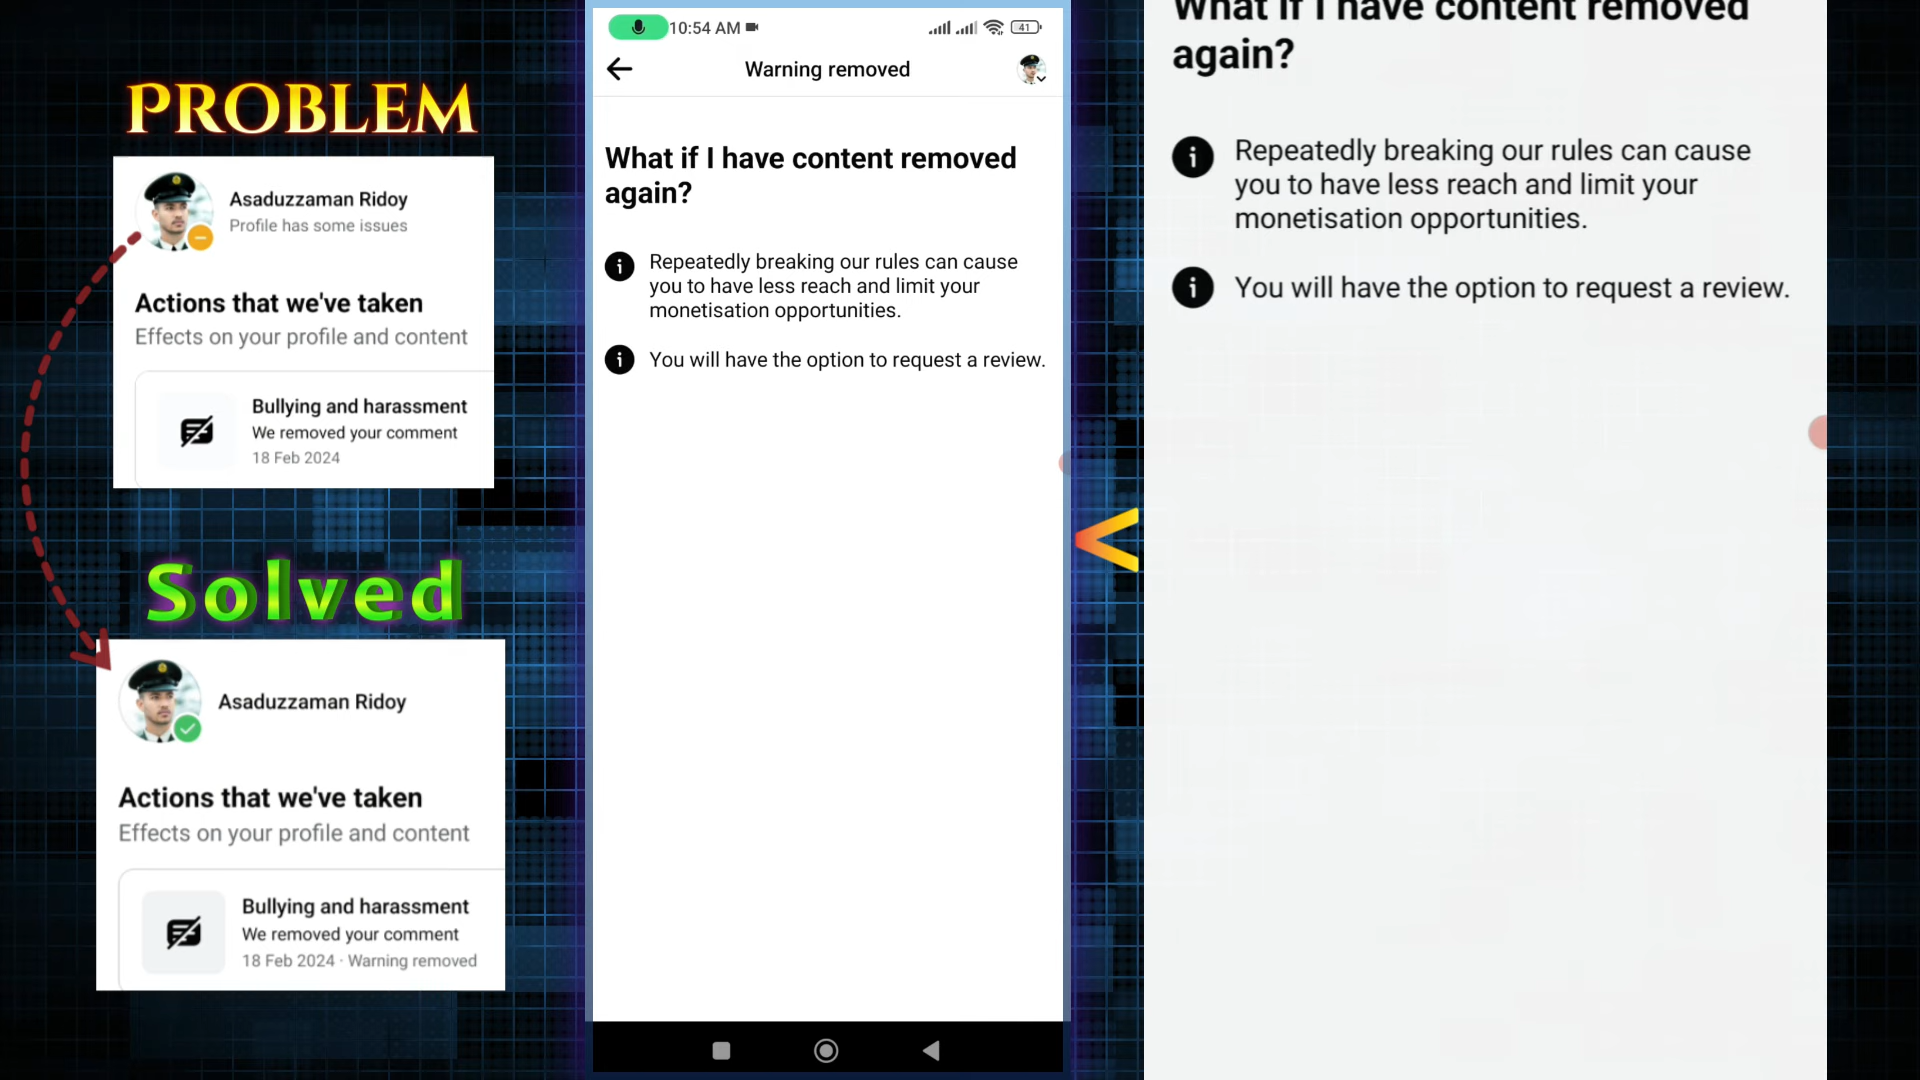 PROBLEM
Asaduzzaman Ridoy
Profile has some issues
Actions that we've taken
Effects on your profile and content
Bullying and harassment
We removed your comment
18 Feb 2024
Solved
Asaduzzaman Ridoy
Actions that we've taken
Effects on your profile and content
Bullying and harassment
We removed your comment
18 Feb 2024 · Warning removed
10:54 AM
41
Warning removed
What if I have content removed
again?
Repeatedly breaking our rules can cause
you to have less reach and limit your
monetisation opportunities.
You will have the option to request a review.
<
What if I have content removed
again?
Repeatedly breaking our rules can cause
you to have less reach and limit your
monetisation opportunities.
You will have the option to request a review.